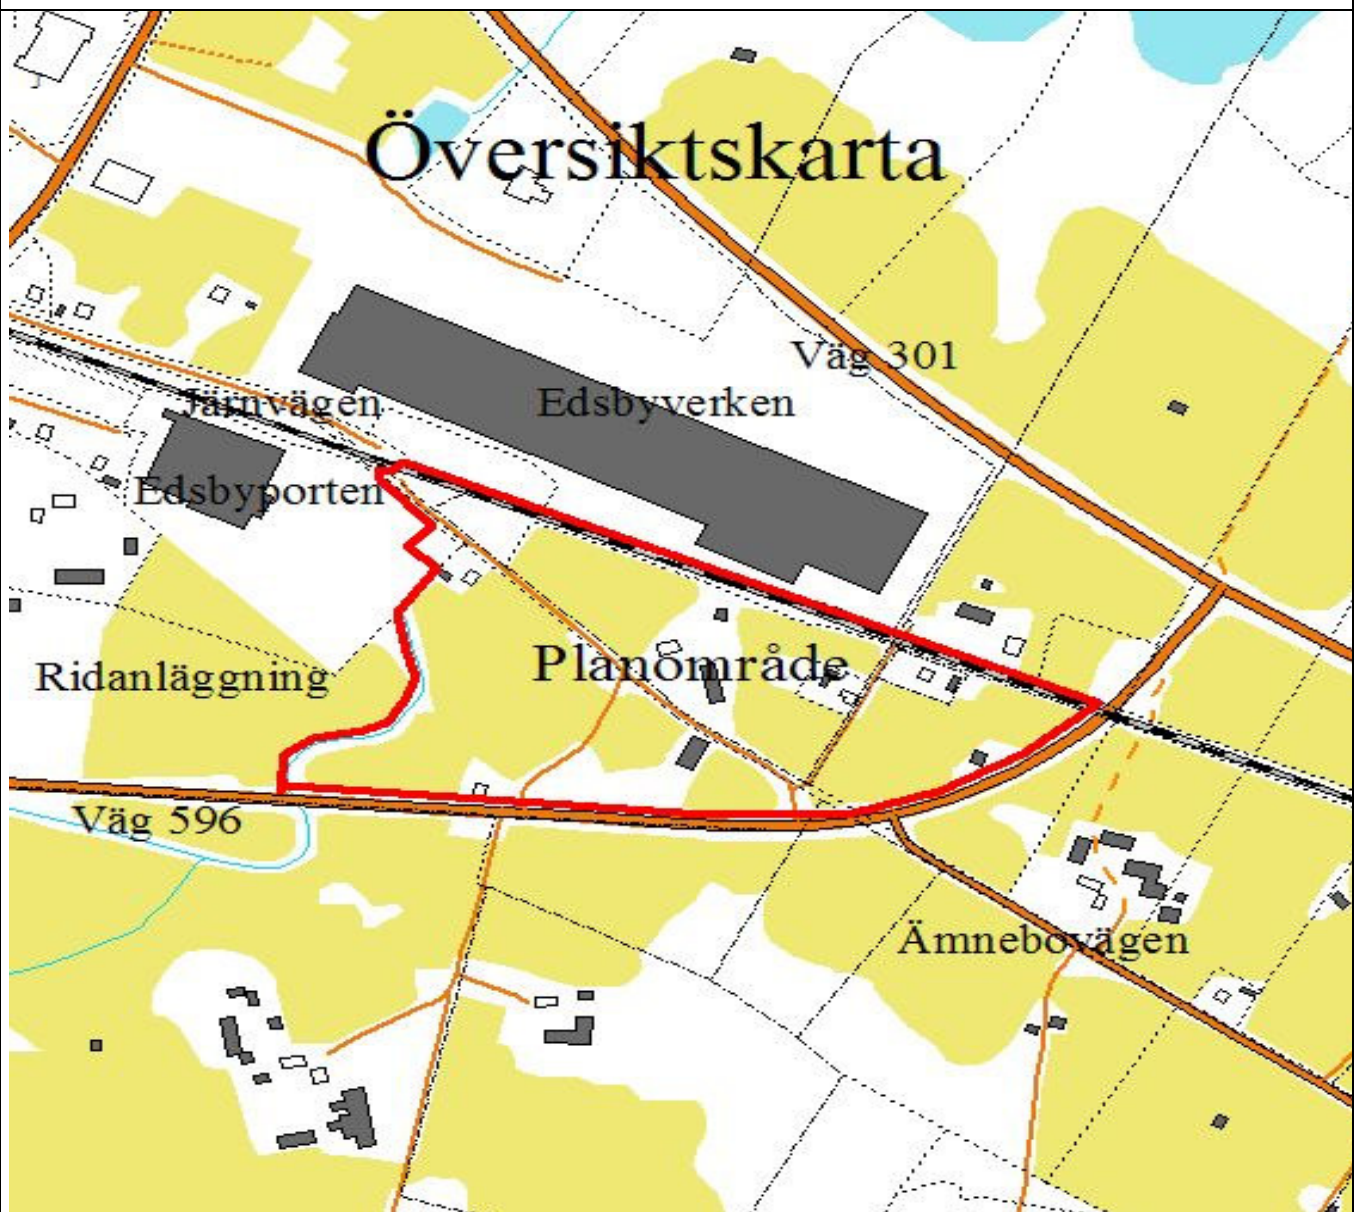 Översiktskarta
Väg 301
Järnvägen
Edsbyverken
Edsbyporten
Planområde
Ridanläggning
Väg 596
Ämnebovägen